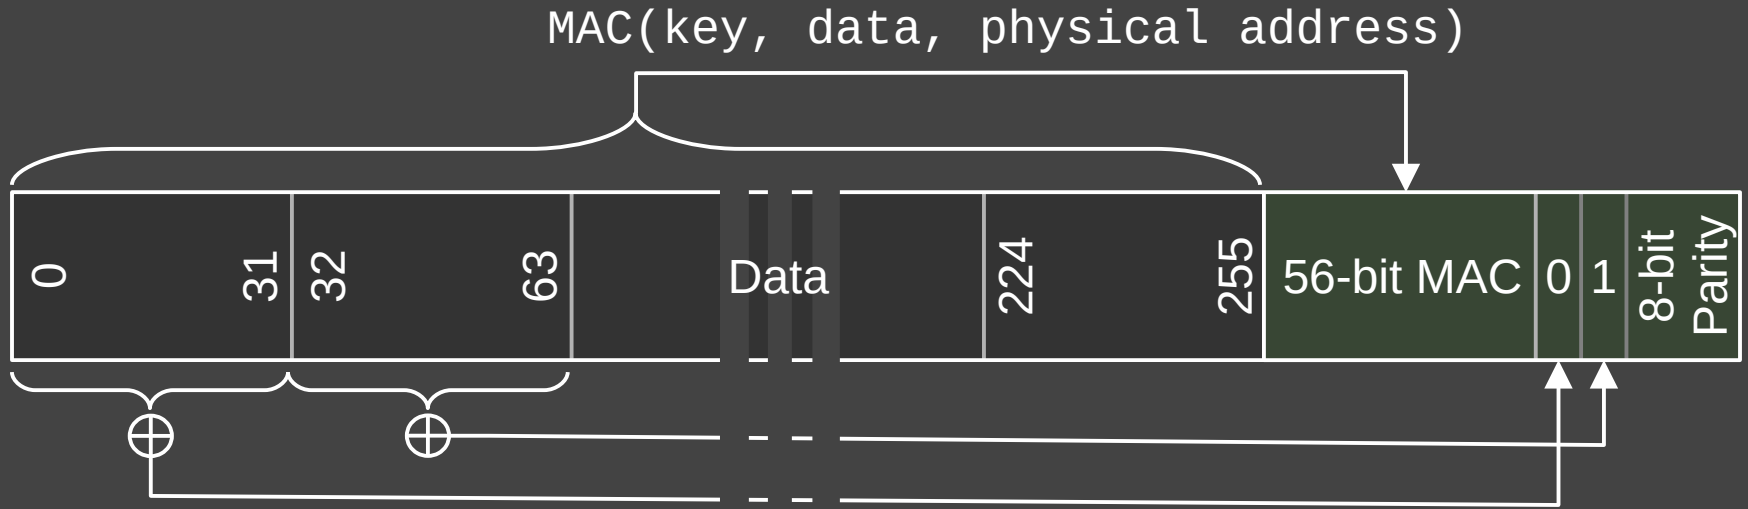 MAC(key, data, physical address)
0
31
32
63
Data
224
255
56-bit MAC
0
1
8-bit
Parity